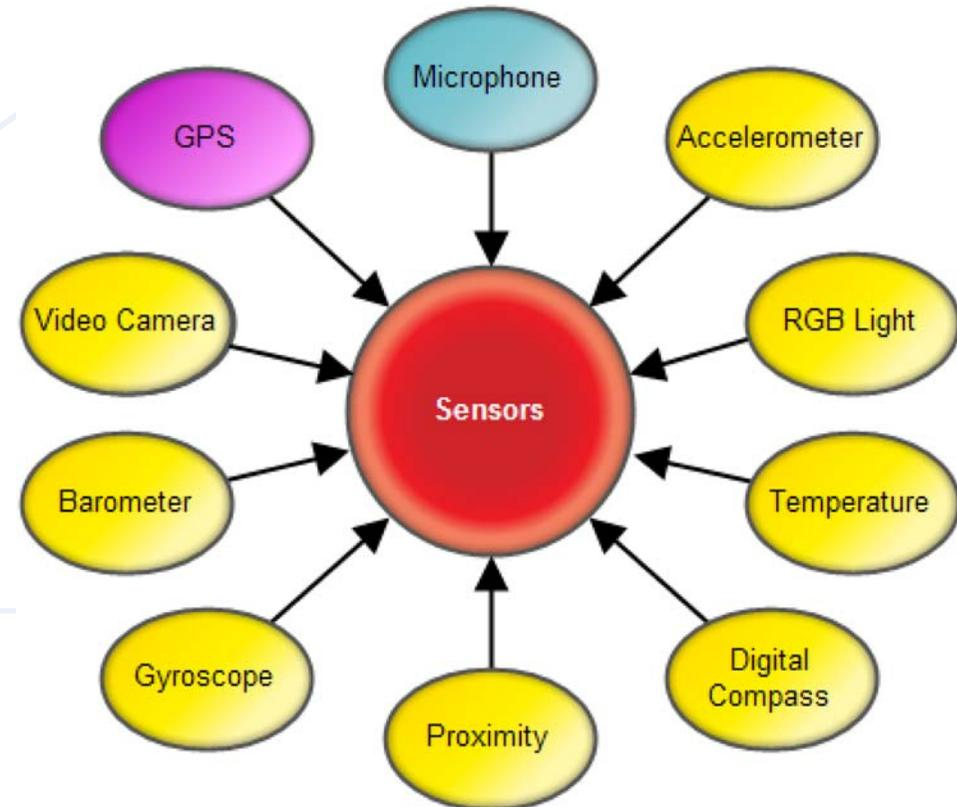 Microphone
GPS
Accelerometer
Video Camera
RGB Light
Sensors
Barometer
Temperature
Gyroscope
Digital
Compass
Proximity